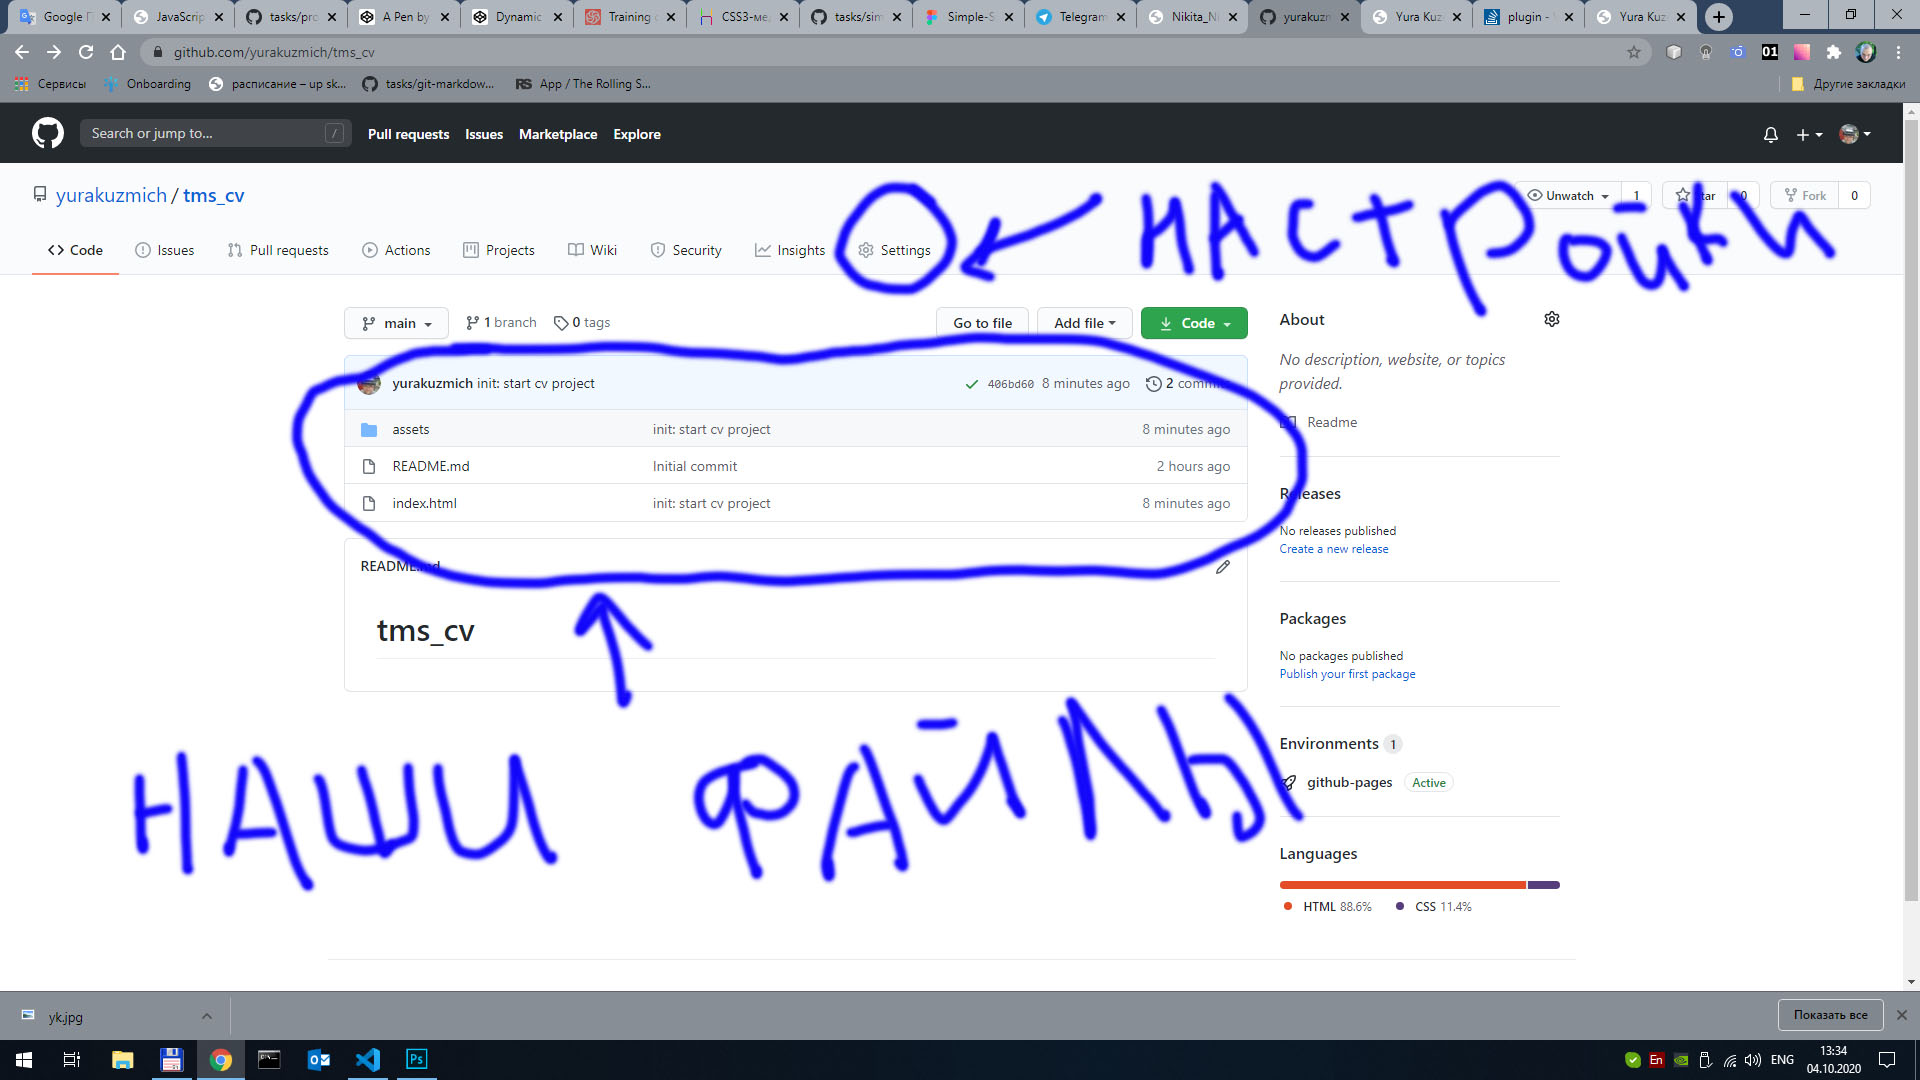 Google П JavaScrip tasks/pro A Pen by Dynamic Training CSS3-ме, tasks/sim Simple-S Telegram Nikita_Ni yurakuzm Yura Kuz plugin - Yura Kuz
github.com/yurakuzmich/tms_cv
Сервисы Onboarding расписание – up sk... tasks/git-markdow... App / The Rolling S... Другие закладки
Search or jump to... / Pull requests Issues Marketplace Explore
yurakuzmich / tms_cv Unwatch 1 Star 0 Fork 0
Code Issues Pull requests Actions Projects Wiki Security Insights Settings
настройки
main 1 branch 0 tags Go to file Add file Code
About
No description, website, or topics
provided.
Readme
yurakuzmich init: start cv project 406bd60 8 minutes ago 2 commits
assets init: start cv project 8 minutes ago
README.md Initial commit 2 hours ago
index.html init: start cv project 8 minutes ago
README.md
tms_cv
наши файлы
Releases
No releases published
Create a new release
Packages
No packages published
Publish your first package
Environments 1
github-pages Active
Languages
HTML 88.6% CSS 11.4%
yk.jpg Показать все
ENG 13:34
04.10.2020